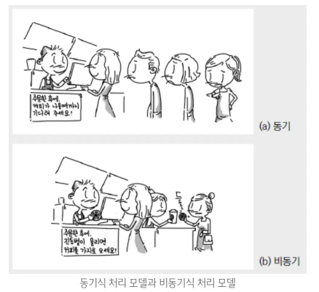 주문한 후에,
커피가 나올때까지
기다려 주세요!
(a) 동기
주문한 후에,
진동벨이 울리면
커피를 가지러 오세요!
(b) 비동기
동기식 처리 모델과 비동기식 처리 모델